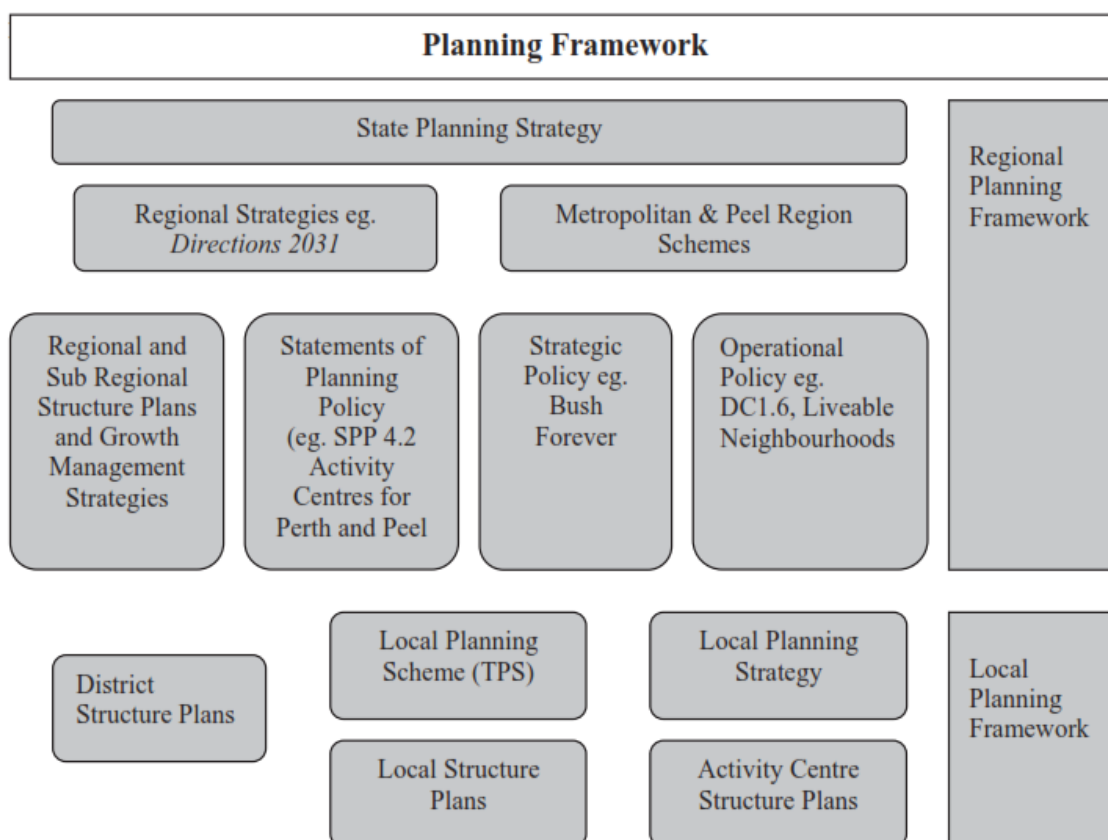 Planning Framework
State Planning Strategy
Regional Strategies eg.
Directions 2031
Metropolitan & Peel Region
Schemes
Regional
Planning
Framework
Regional and
Sub Regional
Structure Plans
and Growth
Management
Strategies
Statements of
Planning
Policy
(eg. SPP 4.2
Activity
Centres for
Perth and Peel
Strategic
Policy eg.
Bush
Forever
Operational
Policy eg.
DC1.6, Liveable
Neighbourhoods
District
Structure Plans
Local Planning
Scheme (TPS)
Local Planning
Strategy
Local Structure
Plans
Activity Centre
Structure Plans
Local
Planning
Framework